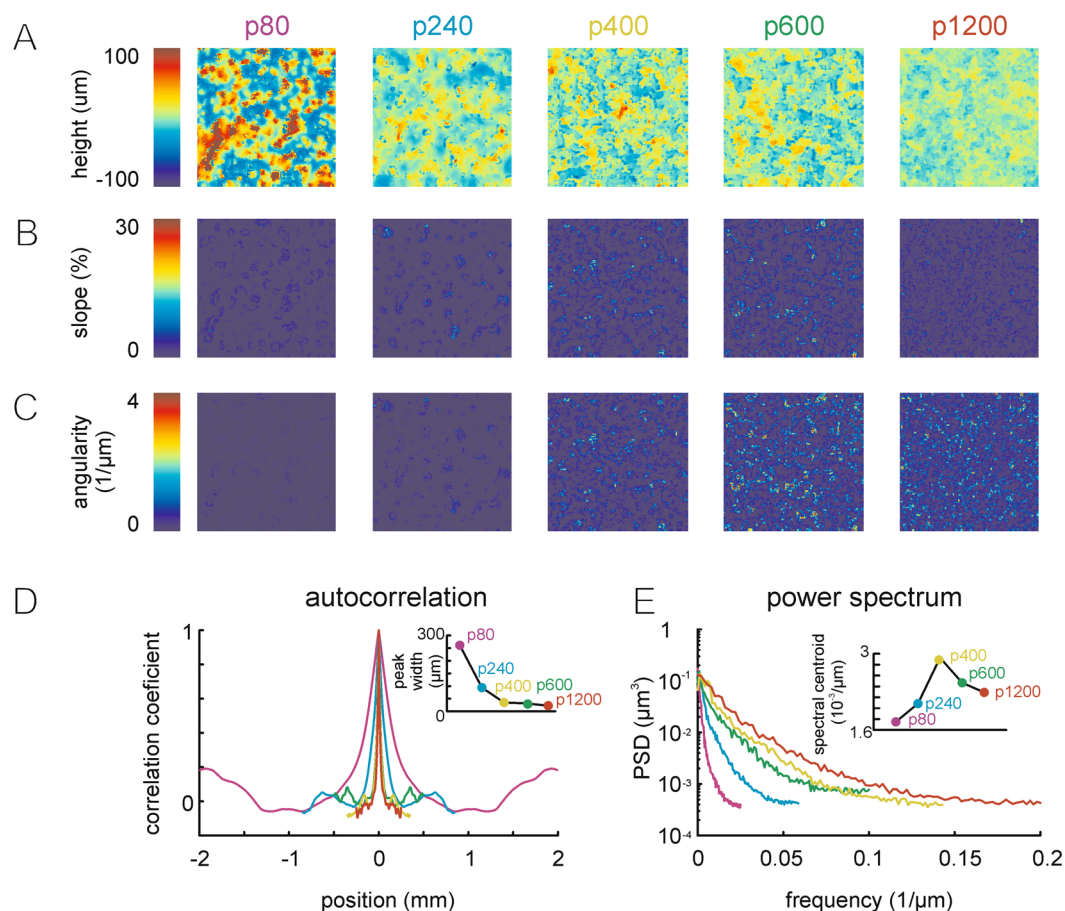 A
p80 p240 p400 p600 p1200
height (um)
100
-100
B
slope (%)
30
0
C
angularity
(1/µm)
4
0
D
autocorrelation
correlation coeficient
1
0
-2 -1 0 1 2
position (mm)
peak
width
(µm)
300
0
p80
p240
p400
p600
p1200
E
power spectrum
PSD (µm³)
1
10⁻¹
10⁻²
10⁻³
10⁻⁴
0 0.05 0.1 0.15 0.2
frequency (1/µm)
spectral centroid
(10⁻³/µm)
3
1.6
p400
p600
p240
p1200
p80